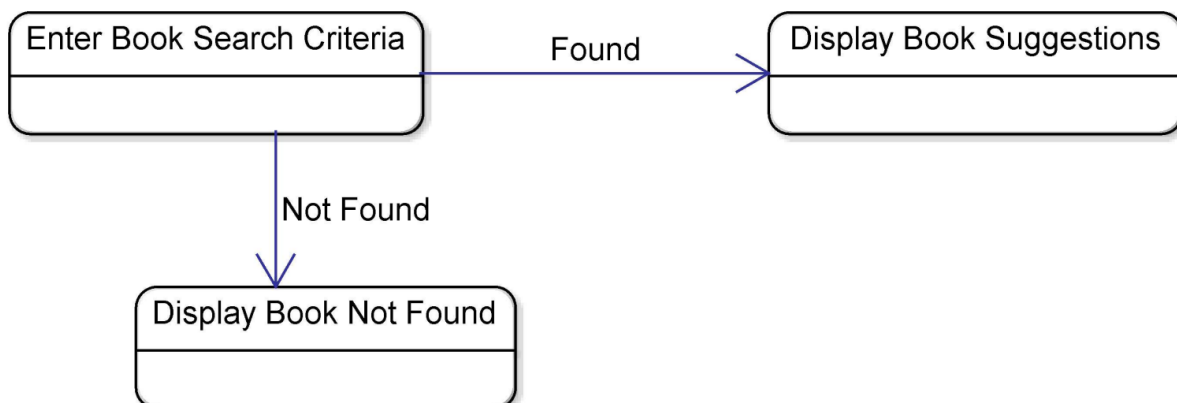 Enter Book Search Criteria
Found
Display Book Suggestions
Not Found
Display Book Not Found